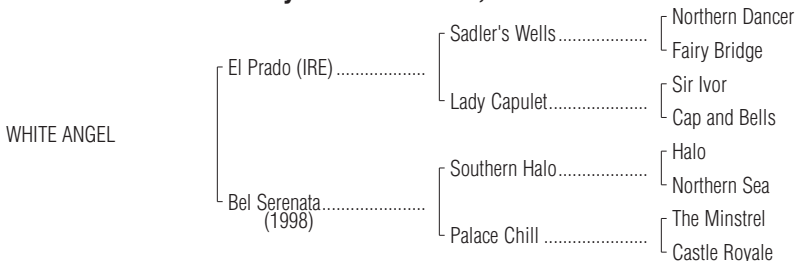 Northern Dancer
Sadler's Wells....................
Fairy Bridge
El Prado (IRE) ...................
Sir Ivor
Lady Capulet......................
Cap and Bells
WHITE ANGEL
Halo
Southern Halo....................
Northern Sea
Bel Serenata......................
(1998)
The Minstrel
Palace Chill ......................
Castle Royale